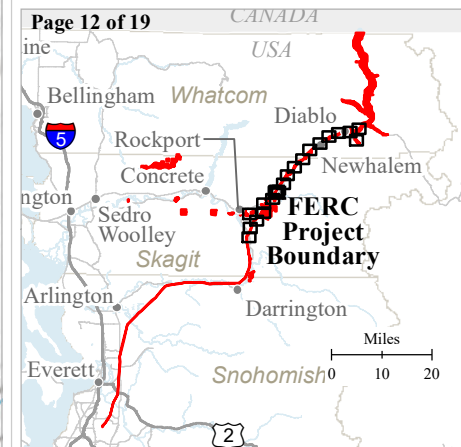 Page 12 of 19
CANADA
USA
ine
Bellingham
Whatcom
5
Diablo
Rockport
Newhalem
Concrete
ngton
Sedro
Woolley
FERC
Project
Boundary
Skagit
Arlington
Darrington
Miles
0 10 20
Everett
Snohomish
2